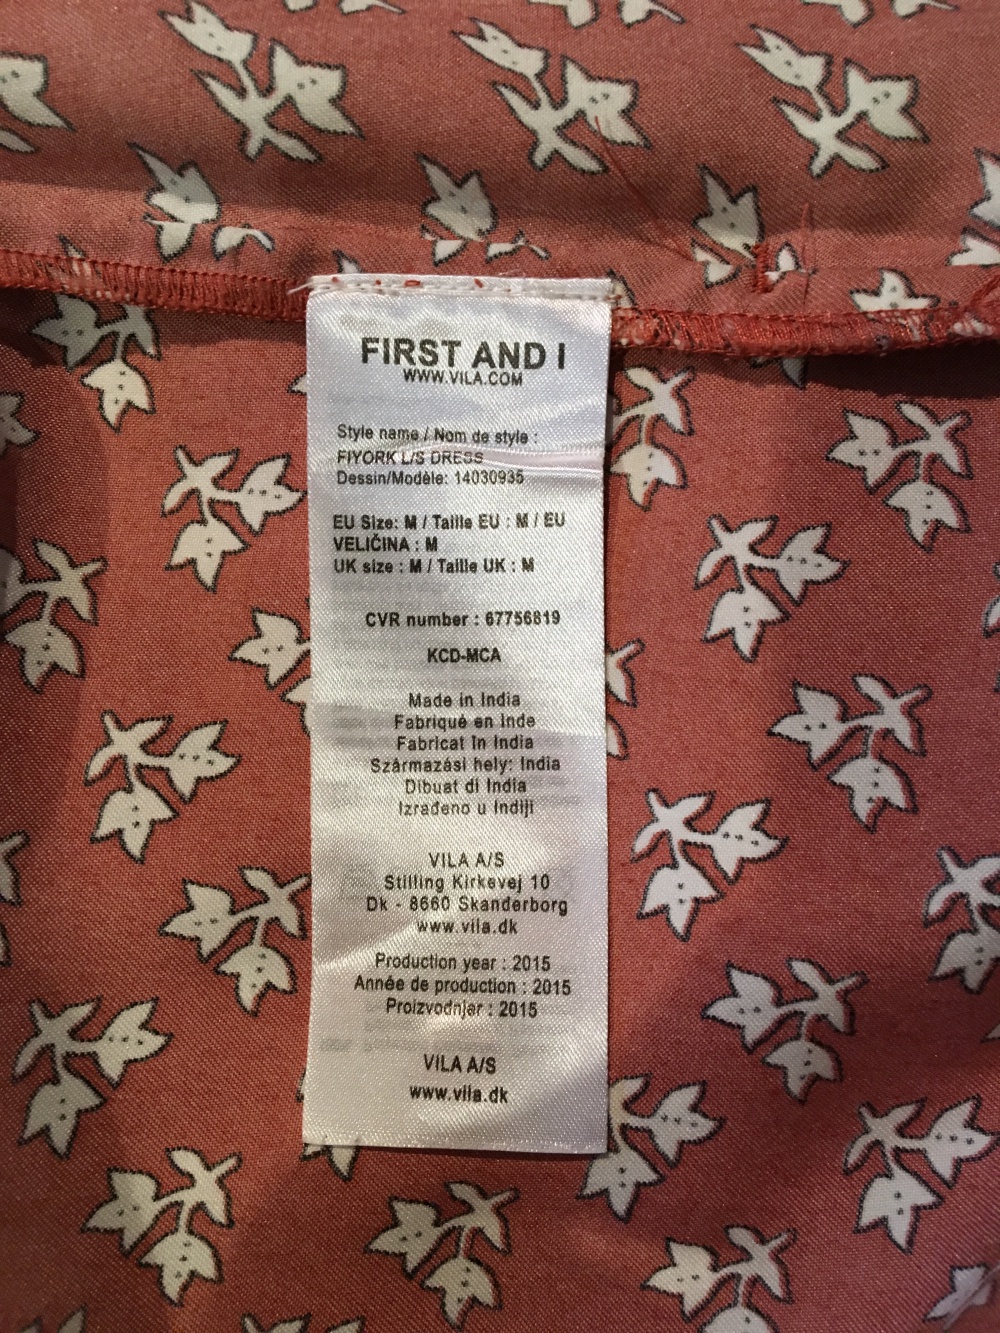 FIRST AND I
WWW.VILA.COM
Style name / Nom de style :
FIYORK L/S DRESS
Dessin/Modèle: 14030935
EU Size: M / Taille EU : M / EU
VELIČINA : M
UK size : M / Taille UK : M
CVR number : 67756819
KCD-MCA
Made in India
Fabriqué en Inde
Fabricat în India
Származási hely: India
Dibuat di India
Izrađeno u Indiji
VILA A/S
Stilling Kirkevej 10
Dk - 8660 Skanderborg
www.vila.dk
Production year : 2015
Année de production : 2015
Proizvodnjer : 2015
VILA A/S
www.vila.dk